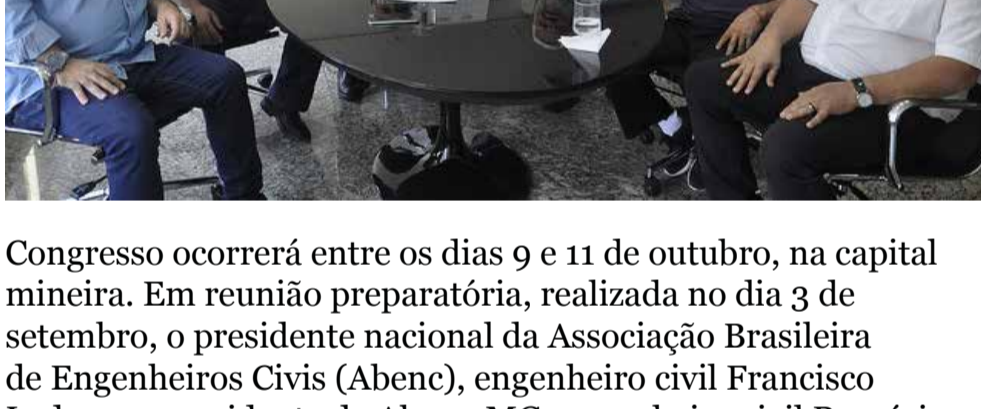 Congresso ocorrerá entre os dias 9 e 11 de outubro, na capital
mineira. Em reunião preparatória, realizada no dia 3 de
setembro, o presidente nacional da Associação Brasileira
de Engenheiros Civis (Abenc), engenheiro civil Francisco